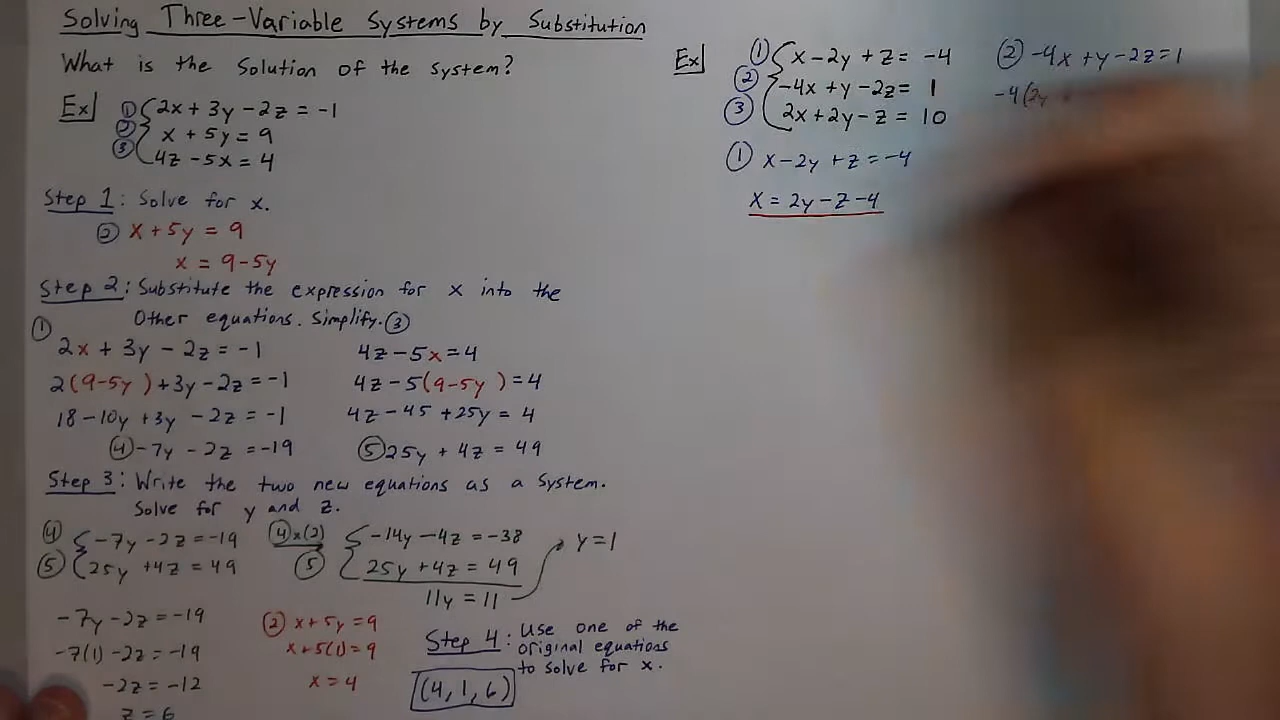 Solving Three-Variable Systems by Substitution
What is the Solution of the system?
Ex
① 2x + 3y - 2z = -1
② x + 5y = 9
③ 4z - 5x = 4
Step 1: Solve for x.
② x + 5y = 9
x = 9-5y
Step 2: Substitute the expression for x into the
Other equations. Simplify.
①
2x + 3y - 2z = -1
2(9-5y) + 3y - 2z = -1
18 - 10y + 3y - 2z = -1
④ -7y - 2z = -19
③
4z - 5x = 4
4z - 5(9-5y) = 4
4z - 45 + 25y = 4
⑤ 25y + 4z = 49
Step 3: Write the two new equations as a System.
Solve for y and z.
④ -7y - 2z = -19
⑤ 25y + 4z = 49
④x(2) -14y - 4z = -38
⑤ 25y + 4z = 49
11y = 11
y = 1
-7y - 2z = -19
-7(1) - 2z = -19
-2z = -12
z = 6
② x + 5y = 9
x + 5(1) = 9
x = 4
Step 4: Use one of the
original equations
to solve for x.
(4, 1, 6)
Ex
① x - 2y + z = -4
② -4x + y - 2z = 1
③ 2x + 2y - z = 10
① x - 2y + z = -4
x = 2y - z - 4
② -4x + y - 2z = 1
-4(2y